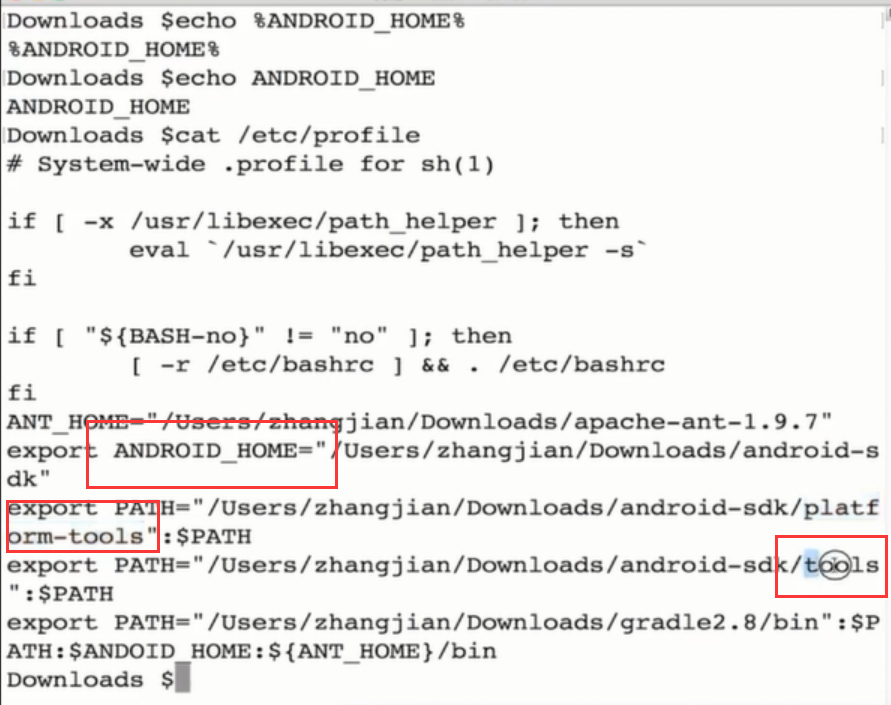 Downloads $echo %ANDROID_HOME%
%ANDROID_HOME%
Downloads $echo ANDROID_HOME
ANDROID_HOME
Downloads $cat /etc/profile
# System-wide .profile for sh(1)
if [ -x /usr/libexec/path_helper ]; then
eval `/usr/libexec/path_helper -s`
fi
if [ "${BASH-no}" != "no" ]; then
[ -r /etc/bashrc ] && . /etc/bashrc
fi
ANT_HOME="/Users/zhangjian/Downloads/apache-ant-1.9.7"
export ANDROID_HOME="/Users/zhangjian/Downloads/android-s
dk"
export PATH="/Users/zhangjian/Downloads/android-sdk/platf
orm-tools":$PATH
export PATH="/Users/zhangjian/Downloads/android-sdk/tools
":$PATH
export PATH="/Users/zhangjian/Downloads/gradle2.8/bin":$P
ATH:$ANDOID_HOME:${ANT_HOME}/bin
Downloads $